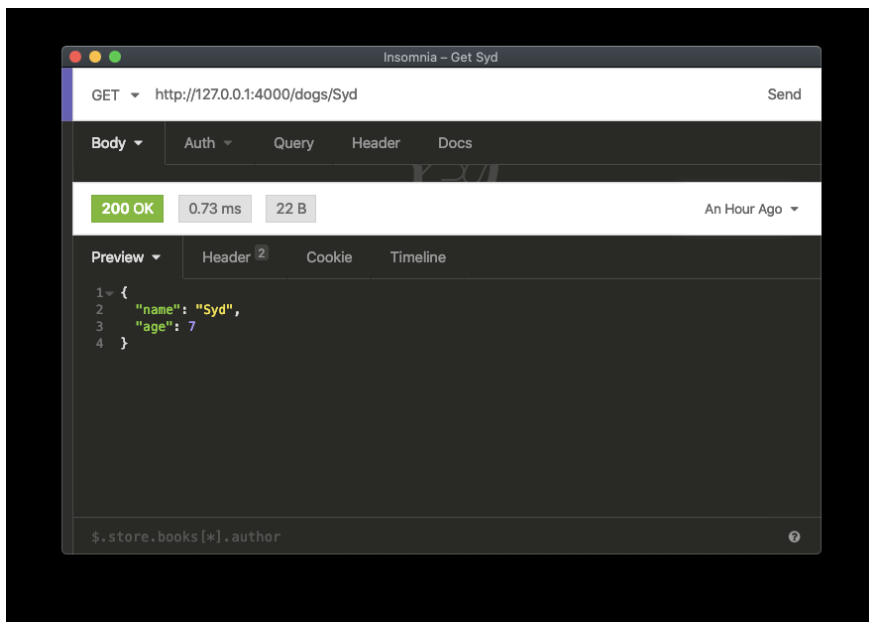 Insomnia – Get Syd
GET http://127.0.0.1:4000/dogs/Syd Send
Body Auth Query Header Docs
200 OK 0.73 ms 22 B An Hour Ago
Preview Header 2 Cookie Timeline
1 {
2 "name": "Syd",
3 "age": 7
4 }
$.store.books[*].author